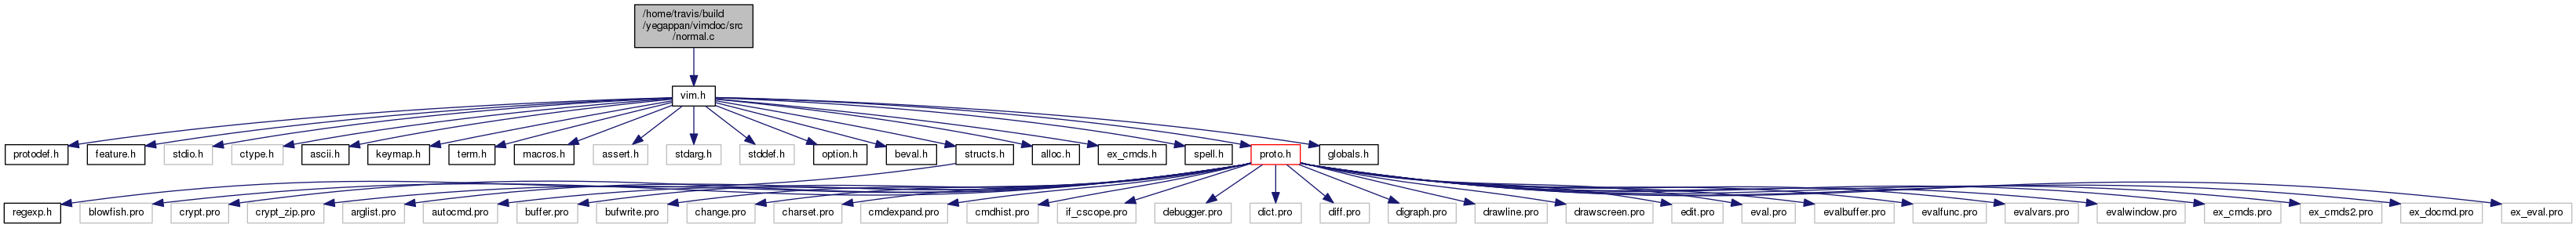 /home/travis/build
/yegappan/vimdoc/src
/normal.c
vim.h
protodef.h
feature.h
stdio.h
ctype.h
ascii.h
keymap.h
term.h
macros.h
assert.h
stdarg.h
stddef.h
option.h
beval.h
structs.h
alloc.h
ex_cmds.h
spell.h
proto.h
globals.h
regexp.h
blowfish.pro
crypt.pro
crypt_zip.pro
arglist.pro
autocmd.pro
buffer.pro
bufwrite.pro
change.pro
charset.pro
cmdexpand.pro
cmdhist.pro
if_cscope.pro
debugger.pro
dict.pro
diff.pro
digraph.pro
drawline.pro
drawscreen.pro
edit.pro
eval.pro
evalbuffer.pro
evalfunc.pro
evalvars.pro
evalwindow.pro
ex_cmds.pro
ex_cmds2.pro
ex_docmd.pro
ex_eval.pro